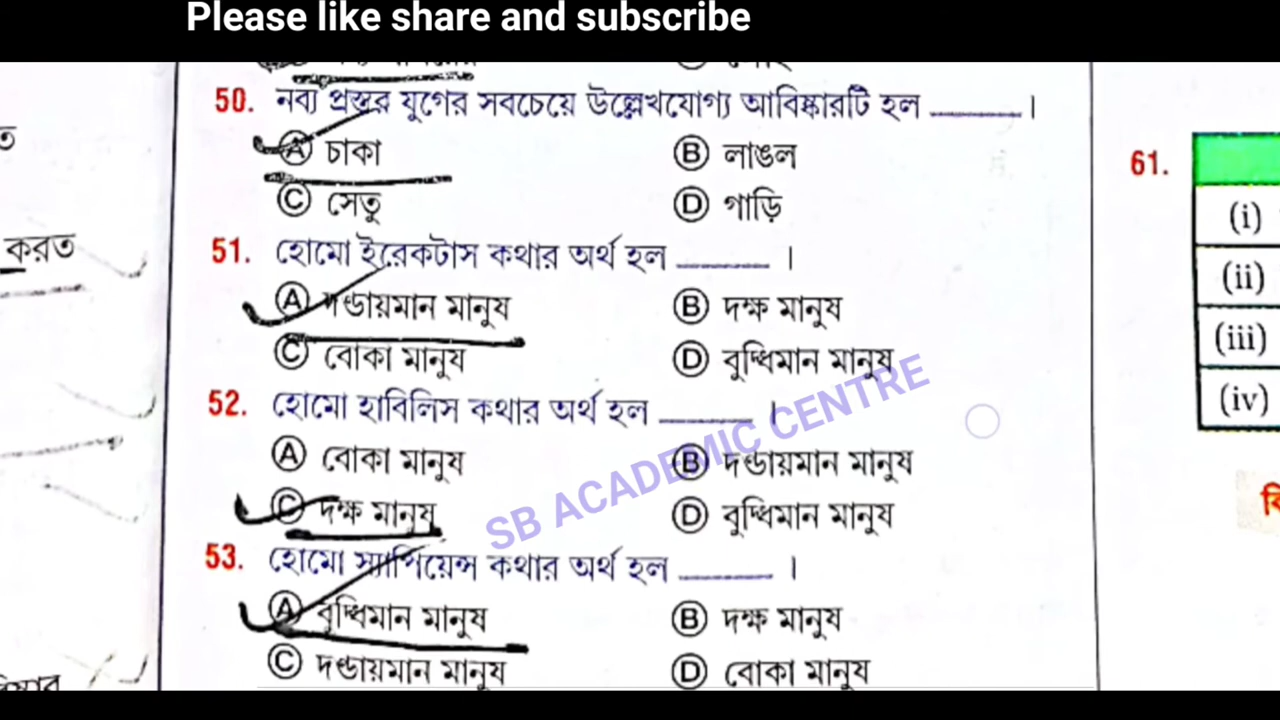 Please like share and subscribe
50. নব্য প্রস্তর যুগের সবচেয়ে উল্লেখযোগ্য আবিষ্কারটি হল ______।
Ⓐ চাকা Ⓑ লাঙল
61.
Ⓒ সেতু Ⓓ গাড়ি
(i)
করত
51. হোমো ইরেকটাস কথার অর্থ হল ______।
(ii)
Ⓐ দণ্ডায়মান মানুষ Ⓑ দক্ষ মানুষ
(iii)
Ⓒ বোকা মানুষ Ⓓ বুদ্ধিমান মানুষ
(iv)
52. হোমো হাবিলিস কথার অর্থ হল ______।
Ⓐ বোকা মানুষ Ⓑ দণ্ডায়মান মানুষ
Ⓒ দক্ষ মানুষ Ⓓ বুদ্ধিমান মানুষ
SB ACADEMIC CENTRE
53. হোমো স্যাপিয়েন্স কথার অর্থ হল ______।
Ⓐ বুদ্ধিমান মানুষ Ⓑ দক্ষ মানুষ
Ⓒ দণ্ডায়মান মানুষ Ⓓ বোকা মানুষ